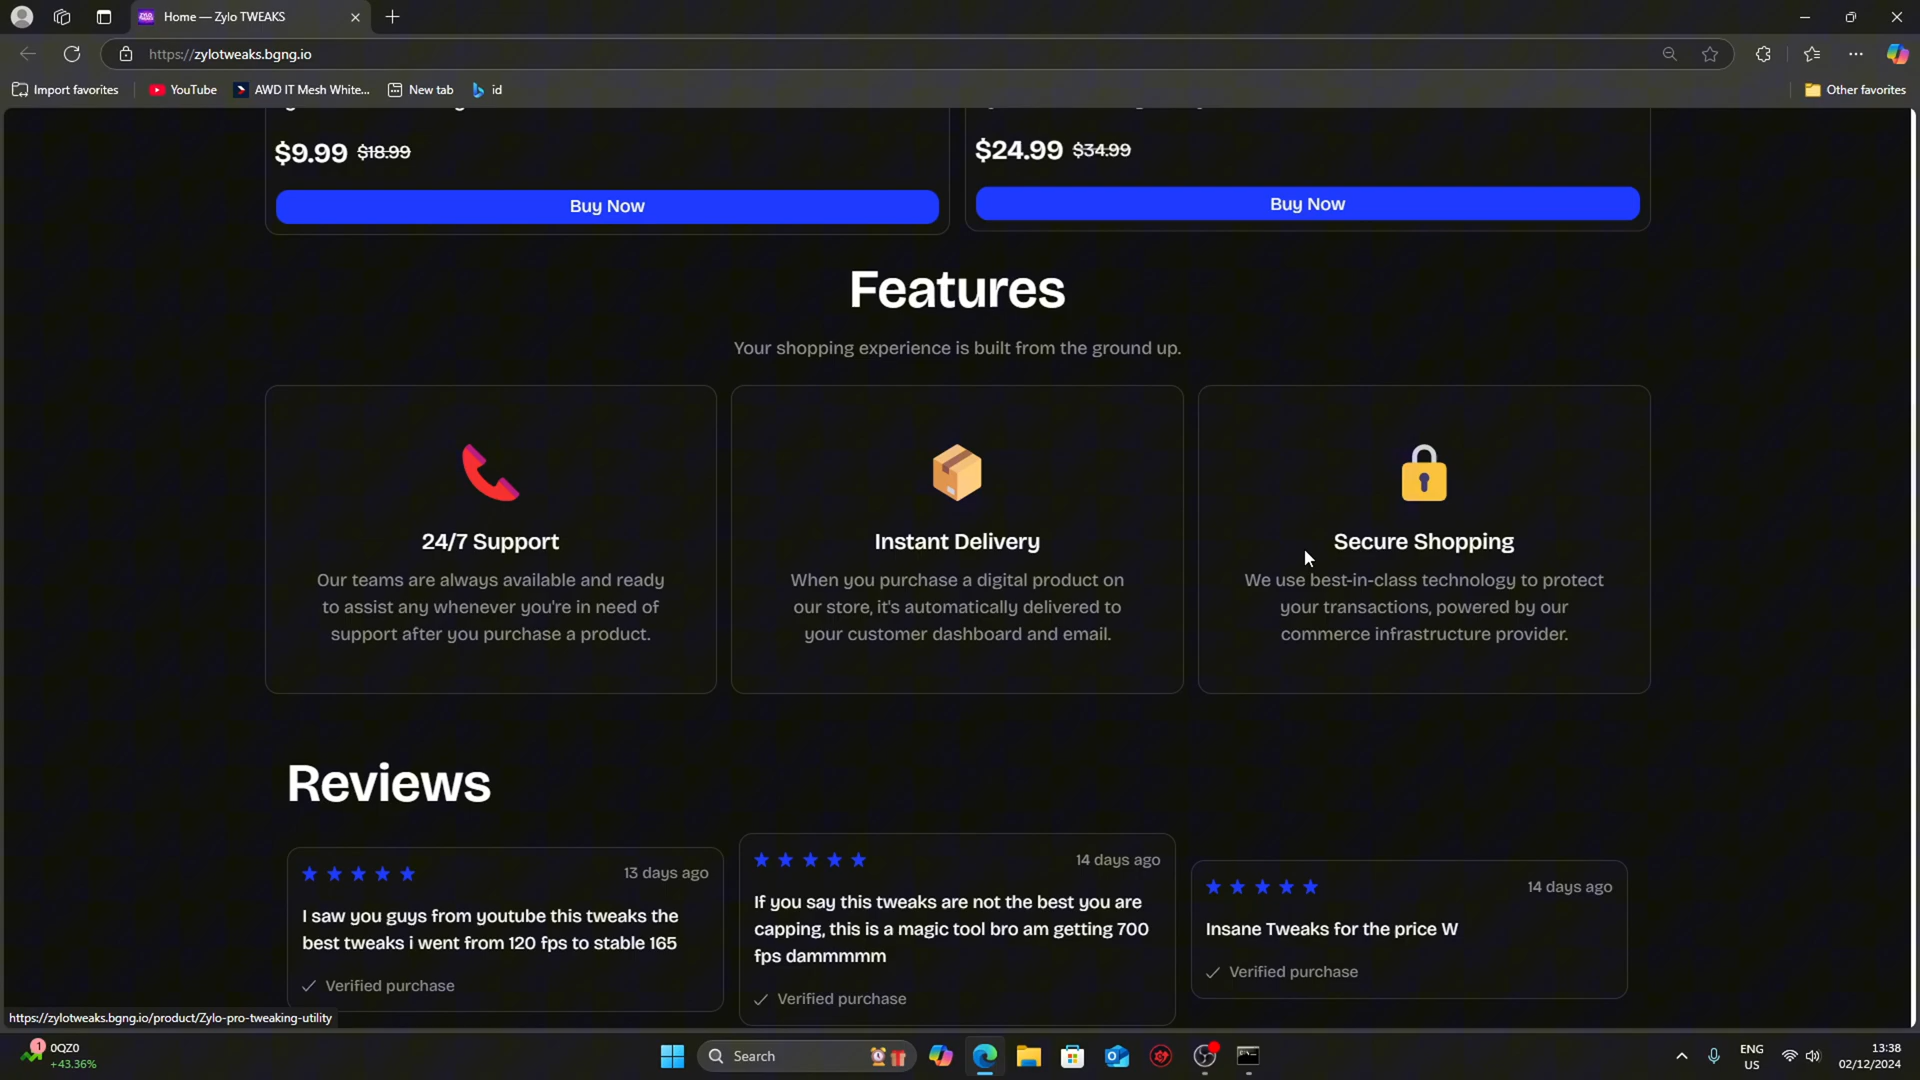 Home — Zylo TWEAKS
https://zylotweaks.bgng.io
Import favorites
YouTube
AWD IT Mesh White...
New tab
id
Other favorites
$9.99 $18.99
$24.99 $34.99
Buy Now
Buy Now
Features
Your shopping experience is built from the ground up.
24/7 Support
Our teams are always available and ready
to assist any whenever you're in need of
support after you purchase a product.
Instant Delivery
When you purchase a digital product on
our store, it's automatically delivered to
your customer dashboard and email.
Secure Shopping
We use best-in-class technology to protect
your transactions, powered by our
commerce infrastructure provider.
Reviews
13 days ago
I saw you guys from youtube this tweaks the
best tweaks i went from 120 fps to stable 165
Verified purchase
14 days ago
If you say this tweaks are not the best you are
capping, this is a magic tool bro am getting 700
fps dammmmm
Verified purchase
14 days ago
Insane Tweaks for the price W
Verified purchase
https://zylotweaks.bgng.io/product/Zylo-pro-tweaking-utility
1
0QZ0
+43.36%
Search
ENG
US
13:38
02/12/2024